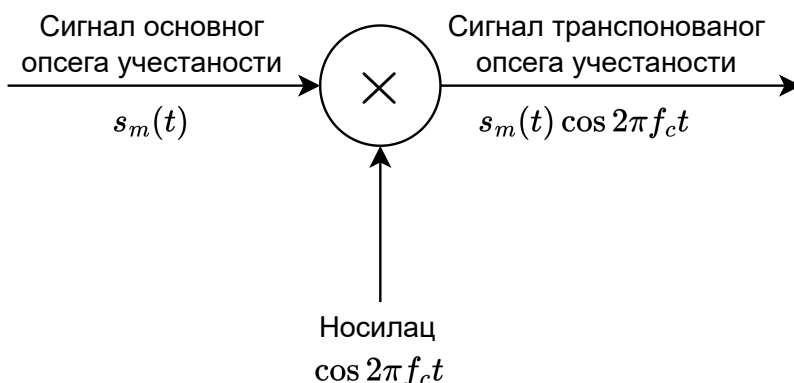 Сигнал основног
опсега учестаности
Сигнал транспонованог
опсега учестаности
×
s_m(t)
s_m(t) cos 2πf_ct
Носилац
cos 2πf_ct